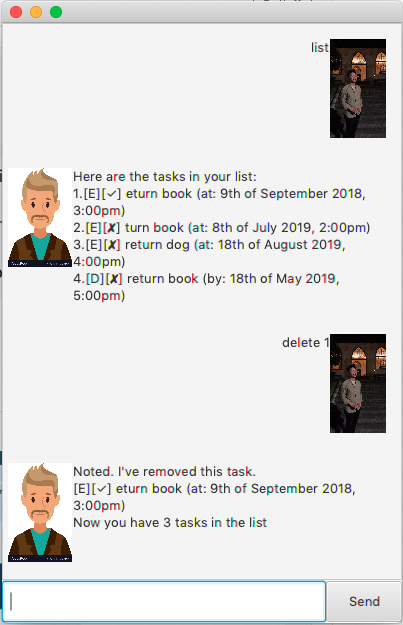 list
Here are the tasks in your list:
1.[E][✓] eturn book (at: 9th of September 2018,
3:00pm)
2.[E][✘] turn book (at: 8th of July 2019, 2:00pm)
3.[E][✘] return dog (at: 18th of August 2019,
4:00pm)
4.[D][✘] return book (by: 18th of May 2019,
5:00pm)
delete 1
Noted. I've removed this task.
[E][✓] eturn book (at: 9th of September 2018,
3:00pm)
Now you have 3 tasks in the list
Send